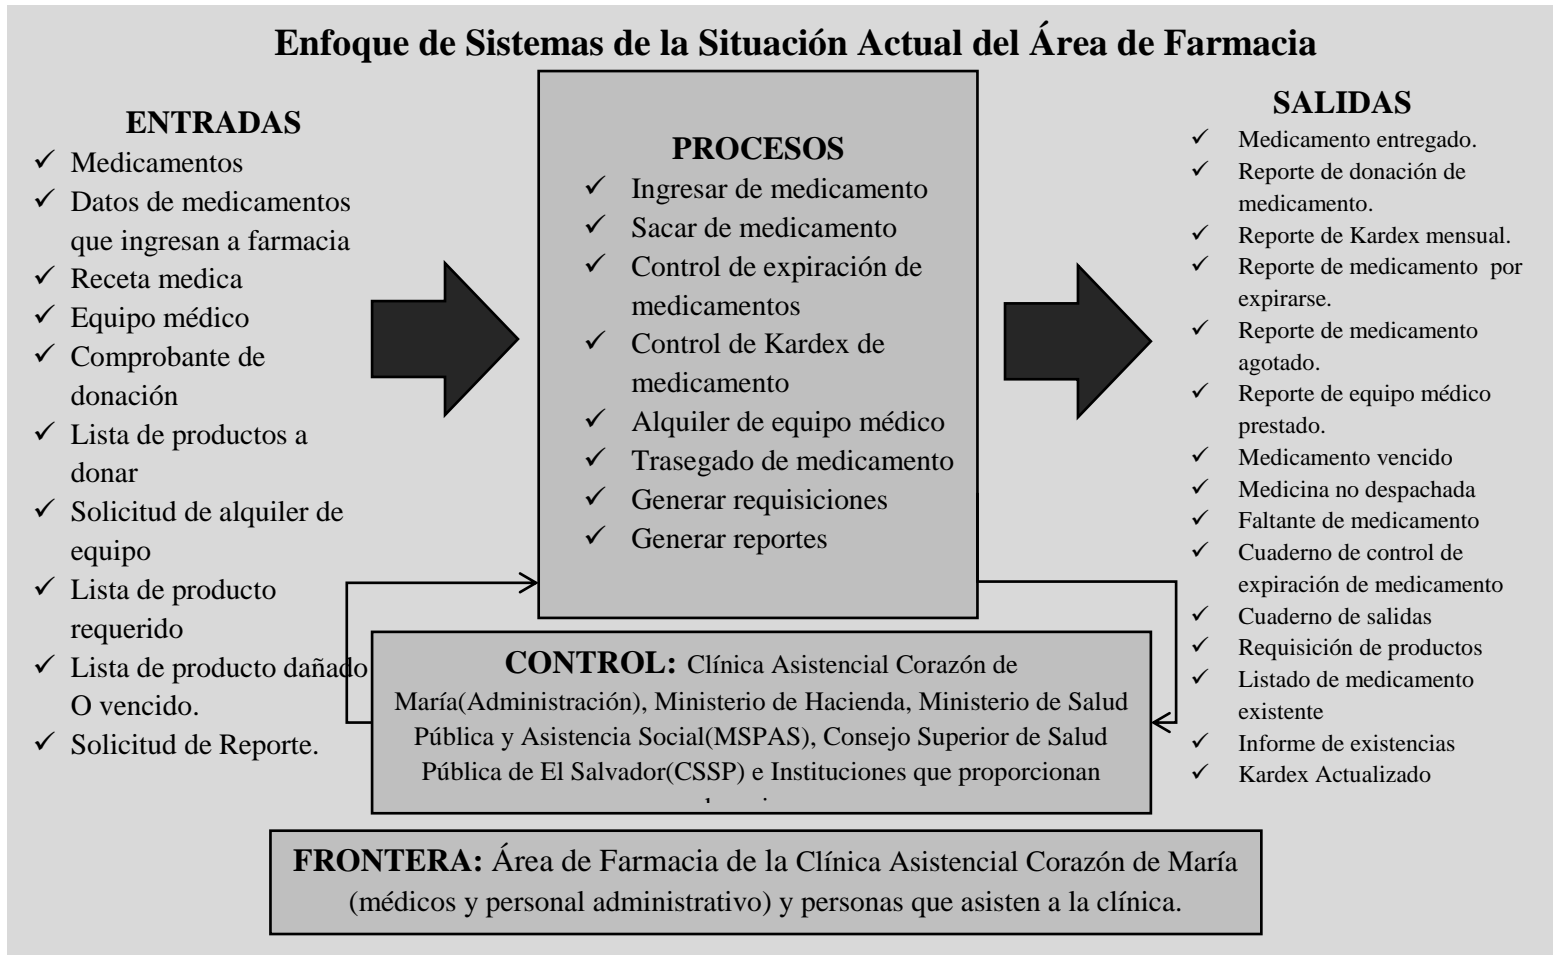 Enfoque de Sistemas de la Situación Actual del Área de Farmacia
ENTRADAS
✓ Medicamentos
✓ Datos de medicamentos
que ingresan a farmacia
✓ Receta medica
✓ Equipo médico
✓ Comprobante de
donación
✓ Lista de productos a
donar
✓ Solicitud de alquiler de
equipo
✓ Lista de producto
requerido
✓ Lista de producto dañado
O vencido.
✓ Solicitud de Reporte.
PROCESOS
✓ Ingresar de medicamento
✓ Sacar de medicamento
✓ Control de expiración de
medicamentos
✓ Control de Kardex de
medicamento
✓ Alquiler de equipo médico
✓ Trasegado de medicamento
✓ Generar requisiciones
✓ Generar reportes
SALIDAS
✓ Medicamento entregado.
✓ Reporte de donación de
medicamento.
✓ Reporte de Kardex mensual.
✓ Reporte de medicamento por
expirarse.
✓ Reporte de medicamento
agotado.
✓ Reporte de equipo médico
prestado.
✓ Medicamento vencido
✓ Medicina no despachada
✓ Faltante de medicamento
✓ Cuaderno de control de
expiración de medicamento
✓ Cuaderno de salidas
✓ Requisición de productos
✓ Listado de medicamento
existente
✓ Informe de existencias
✓ Kardex Actualizado
CONTROL: Clínica Asistencial Corazón de
María(Administración), Ministerio de Hacienda, Ministerio de Salud
Pública y Asistencia Social(MSPAS), Consejo Superior de Salud
Pública de El Salvador(CSSP) e Instituciones que proporcionan
FRONTERA: Área de Farmacia de la Clínica Asistencial Corazón de María
(médicos y personal administrativo) y personas que asisten a la clínica.